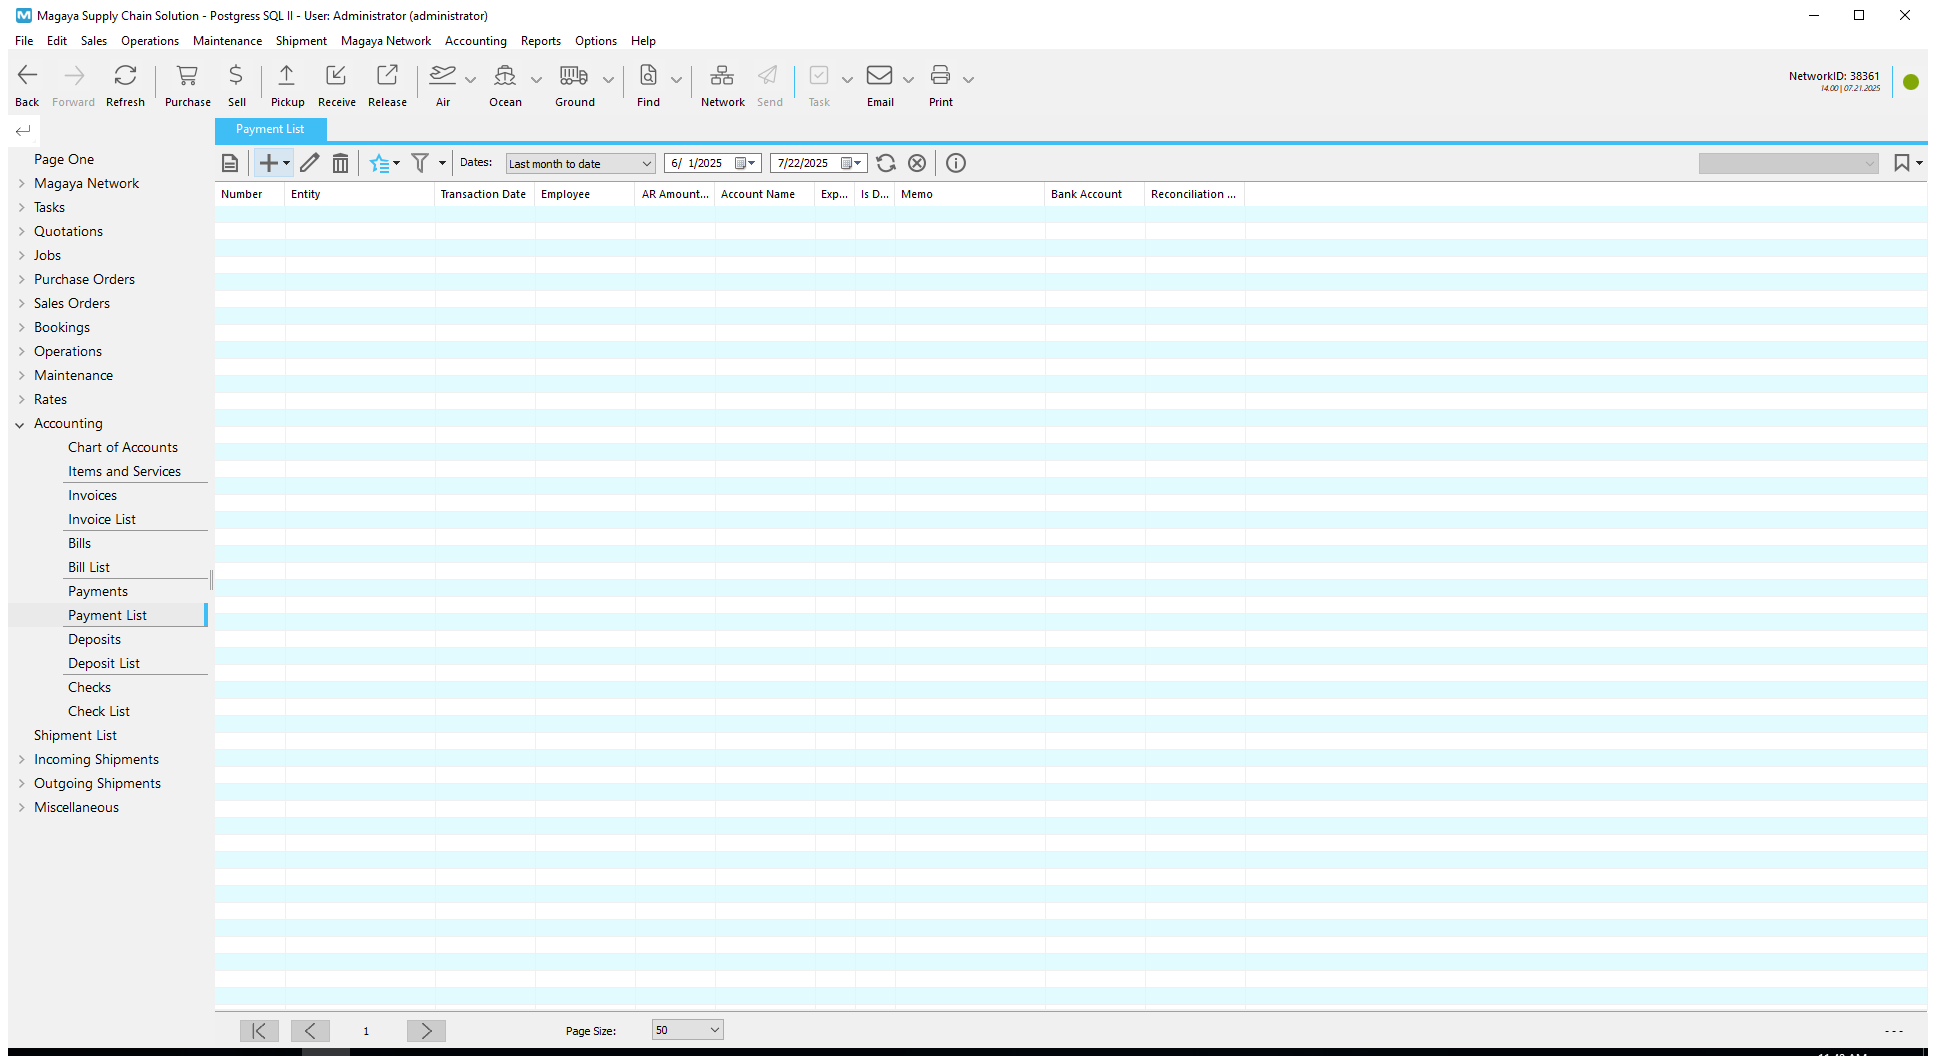 Magaya Supply Chain Solution - Postgress SQL II - User: Administrator (administrator)
File Edit Sales Operations Maintenance Shipment Magaya Network Accounting Reports Options Help
Back Forward Refresh Purchase Sell Pickup Receive Release Air Ocean Ground Find Network Send Task Email Print
NetworkID: 38361
14.00 | 07.21.2025
Payment List
Dates: Last month to date 6/ 1/2025 7/22/2025
Number Entity Transaction Date Employee AR Amount... Account Name Exp... Is D... Memo Bank Account Reconciliation ...
Page One
Magaya Network
Tasks
Quotations
Jobs
Purchase Orders
Sales Orders
Bookings
Operations
Maintenance
Rates
Accounting
Chart of Accounts
Items and Services
Invoices
Invoice List
Bills
Bill List
Payments
Payment List
Deposits
Deposit List
Checks
Check List
Shipment List
Incoming Shipments
Outgoing Shipments
Miscellaneous
1 Page Size: 50 - - -